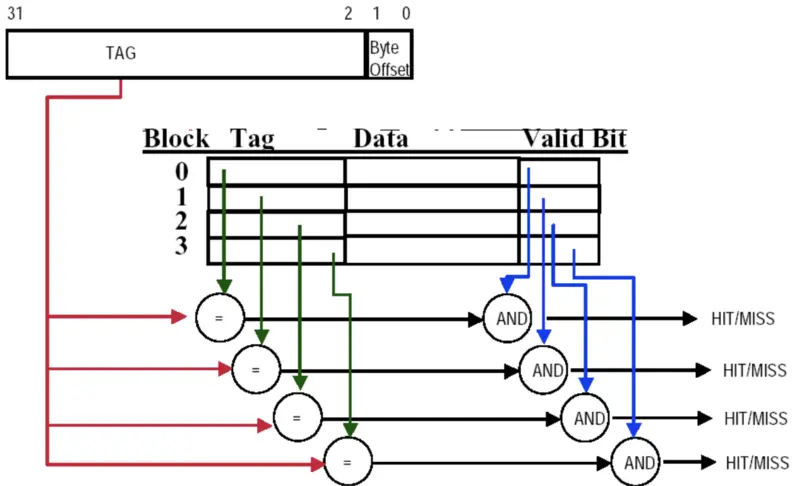 31 2 1 0
TAG Byte Offset
Block Tag Data Valid Bit
0
1
2
3
= AND HIT/MISS
= AND HIT/MISS
= AND HIT/MISS
= AND HIT/MISS